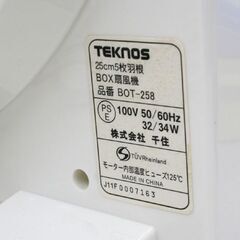 TEKNOS
25cm5枚羽根
BOX扇風機
品番 BOT-258
PS
E
100V 50/60Hz
32/34W
株式会社 千住
TÜVRheinland
モーター内部温度ヒューズ125℃
MADE IN CHINA
J11F0007163